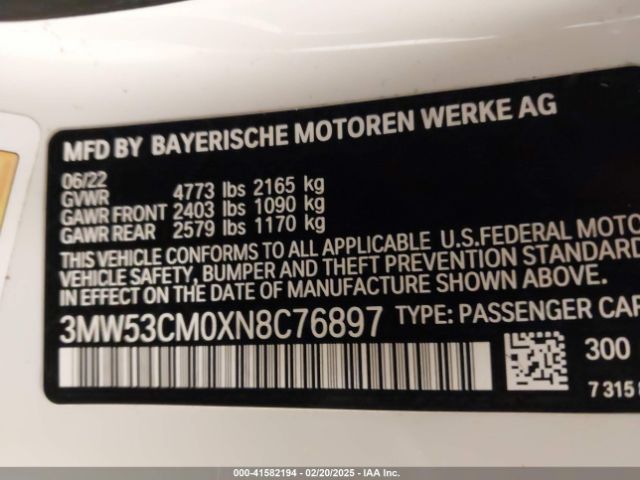 MFD BY BAYERISCHE MOTOREN WERKE AG
06/22
GVWR 4773 lbs 2165 kg
GAWR FRONT 2403 lbs 1090 kg
GAWR REAR 2579 lbs 1170 kg
THIS VEHICLE CONFORMS TO ALL APPLICABLE U.S.FEDERAL MOTO
VEHICLE SAFETY, BUMPER AND THEFT PREVENTION STANDARD
IN EFFECT ON THE DATE OF MANUFACTURE SHOWN ABOVE.
3MW53CM0XN8C76897 TYPE: PASSENGER CAR
300
7315
000-41582194 - 02/20/2025 - IAA Inc.